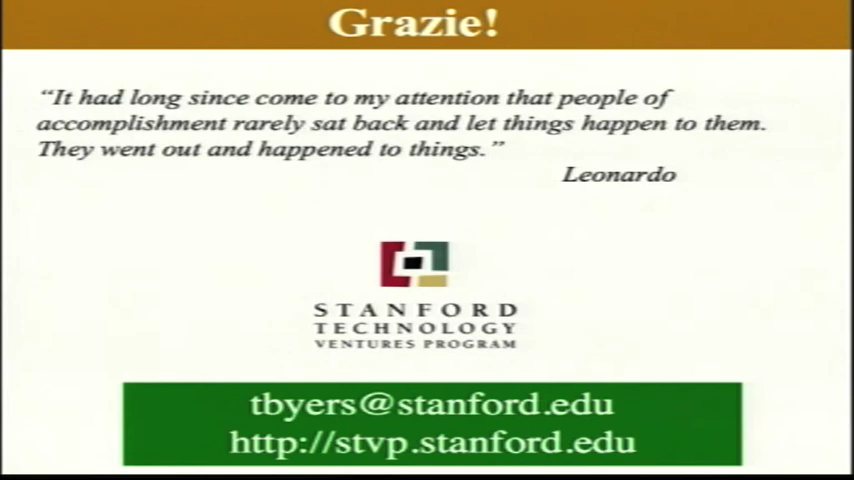 Grazie!
“It had long since come to my attention that people of
accomplishment rarely sat back and let things happen to them.
They went out and happened to things.”
Leonardo
STANFORD
TECHNOLOGY
VENTURES PROGRAM
tbyers@stanford.edu
http://stvp.stanford.edu